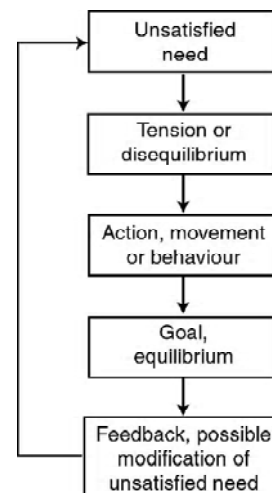 Unsatisfied
need
Tension or
disequilibrium
Action, movement
or behaviour
Goal,
equilibrium
Feedback, possible
modification of
unsatisfied need